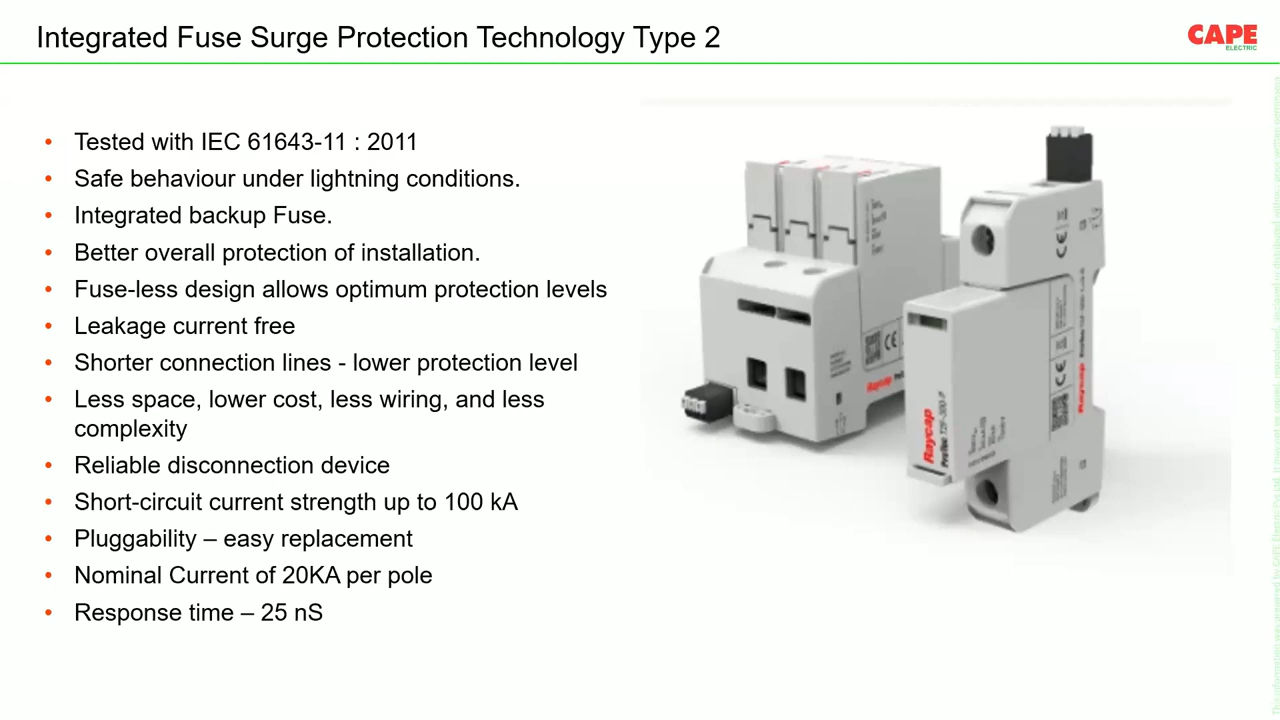 Integrated Fuse Surge Protection Technology Type 2
CAPE
ELECTRIC
• Tested with IEC 61643-11 : 2011
• Safe behaviour under lightning conditions.
• Integrated backup Fuse.
• Better overall protection of installation.
• Fuse-less design allows optimum protection levels
• Leakage current free
• Shorter connection lines - lower protection level
• Less space, lower cost, less wiring, and less
complexity
• Reliable disconnection device
• Short-circuit current strength up to 100 kA
• Pluggability – easy replacement
• Nominal Current of 20KA per pole
• Response time – 25 nS
Raycap
Raycap
ProTec
Raycap